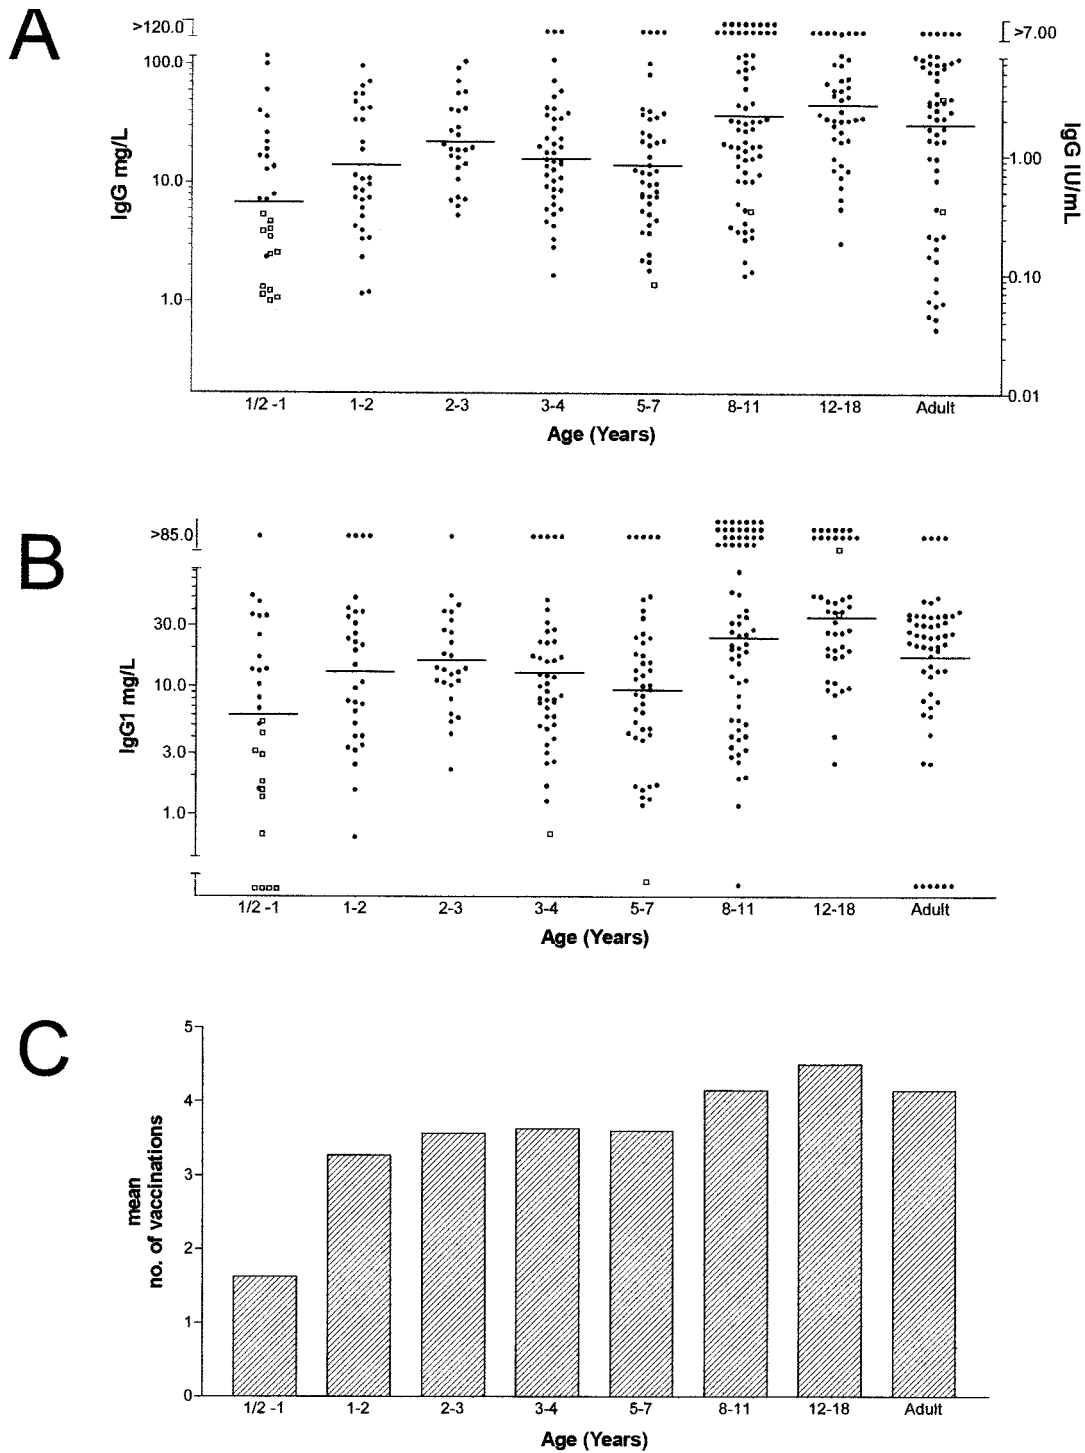 A
>120.0
100.0
10.0
1.0
IgG mg/L
>7.00
1.00
0.10
0.01
IgG IU/mL
1/2 -1 1-2 2-3 3-4 5-7 8-11 12-18 Adult
Age (Years)
B
>85.0
30.0
10.0
3.0
1.0
IgG1 mg/L
1/2 -1 1-2 2-3 3-4 5-7 8-11 12-18 Adult
Age (Years)
C
5
4
3
2
1
0
mean
no. of vaccinations
1/2 -1 1-2 2-3 3-4 5-7 8-11 12-18 Adult
Age (Years)